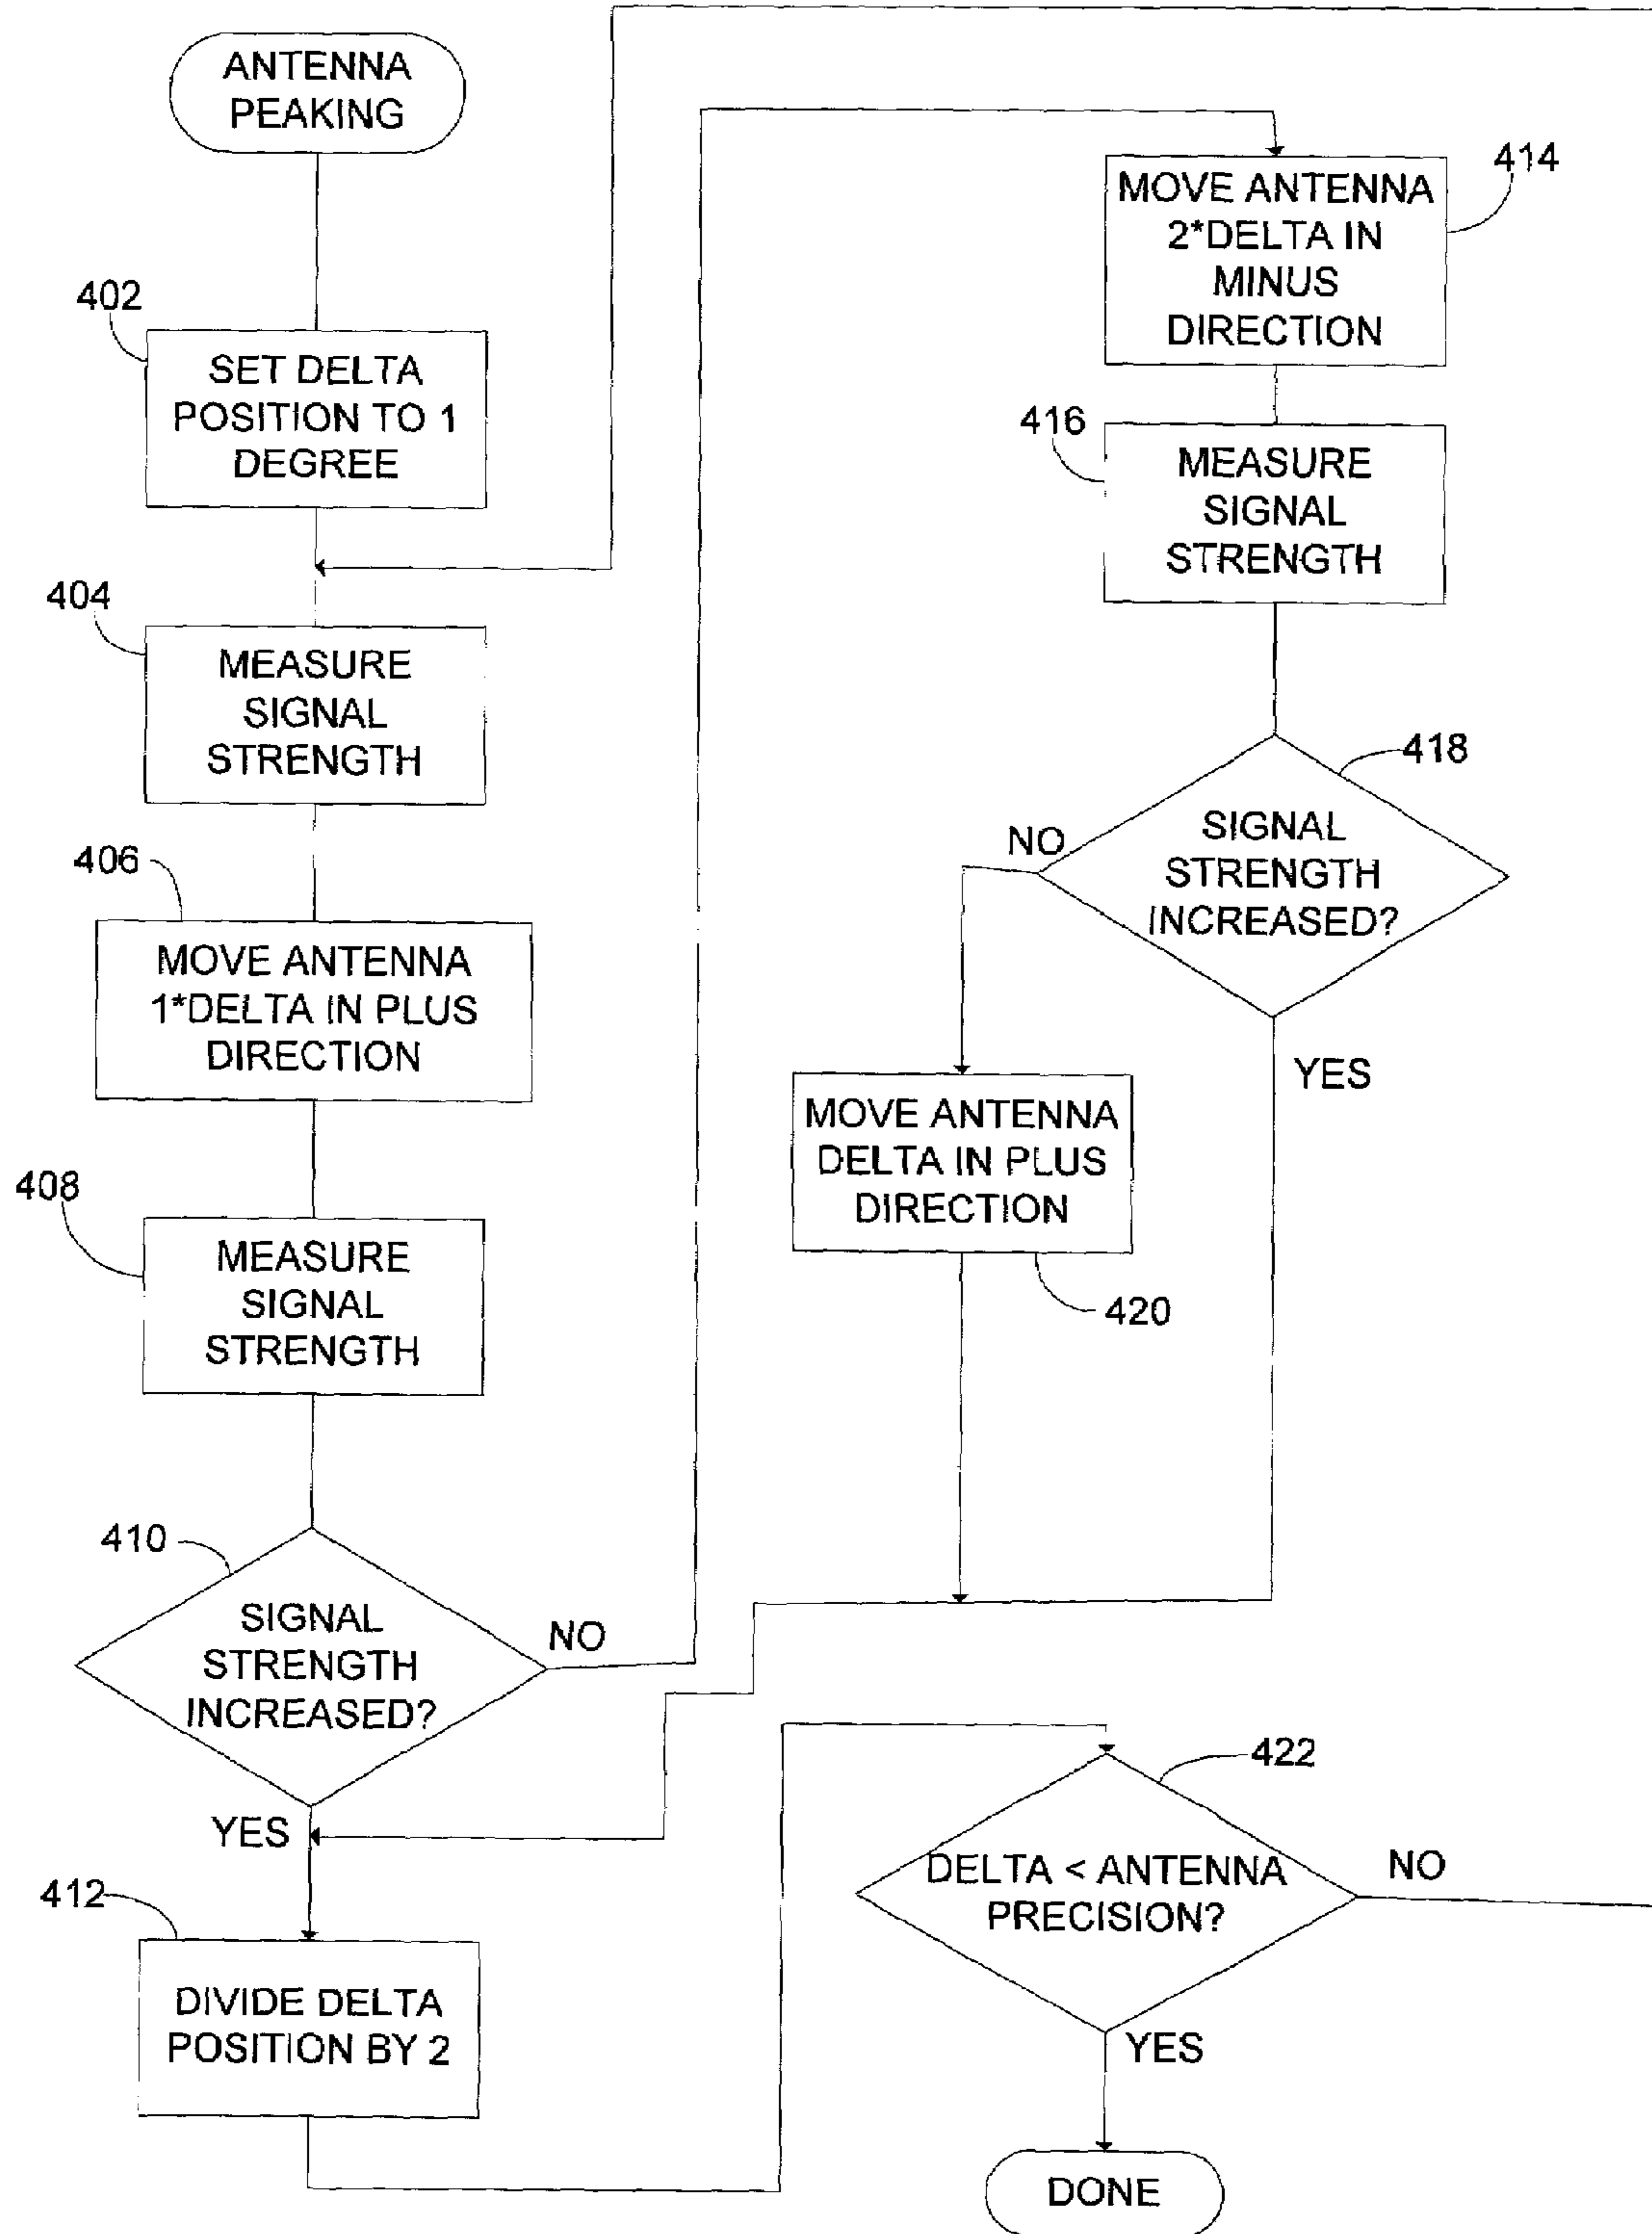 ANTENNA
PEAKING
402
SET DELTA
POSITION TO 1
DEGREE
404
MEASURE
SIGNAL
STRENGTH
406
MOVE ANTENNA
1*DELTA IN PLUS
DIRECTION
408
MEASURE
SIGNAL
STRENGTH
410
SIGNAL
STRENGTH
INCREASED?
NO
YES
412
DIVIDE DELTA
POSITION BY 2
414
MOVE ANTENNA
2*DELTA IN
MINUS
DIRECTION
416
MEASURE
SIGNAL
STRENGTH
418
SIGNAL
STRENGTH
INCREASED?
NO
YES
MOVE ANTENNA
DELTA IN PLUS
DIRECTION
420
422
DELTA < ANTENNA
PRECISION?
NO
YES
DONE